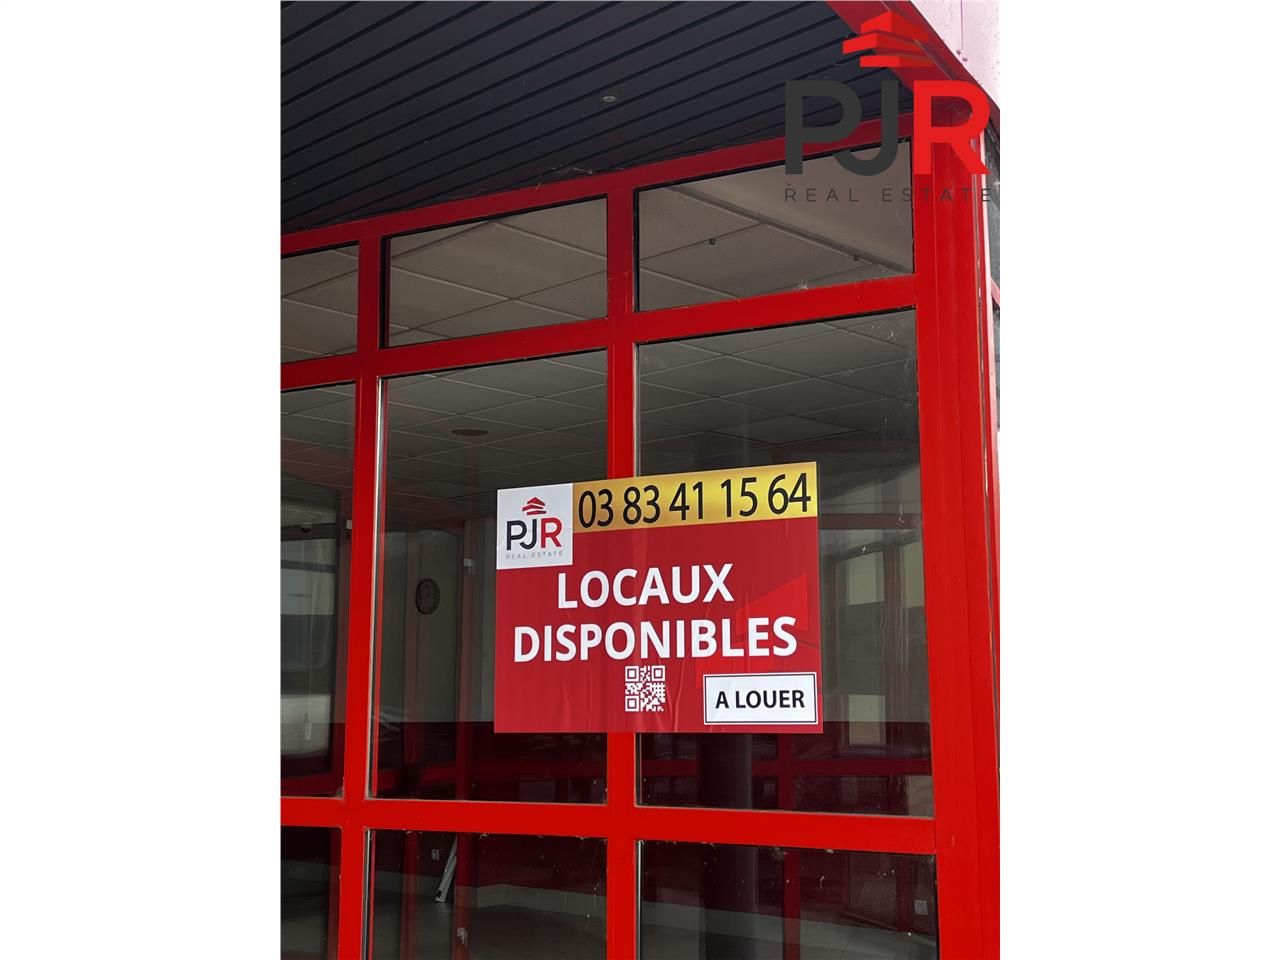 PJR
REAL ESTATE
03 83 41 15 64
PJR
REAL ESTATE
LOCAUX
DISPONIBLES
A LOUER